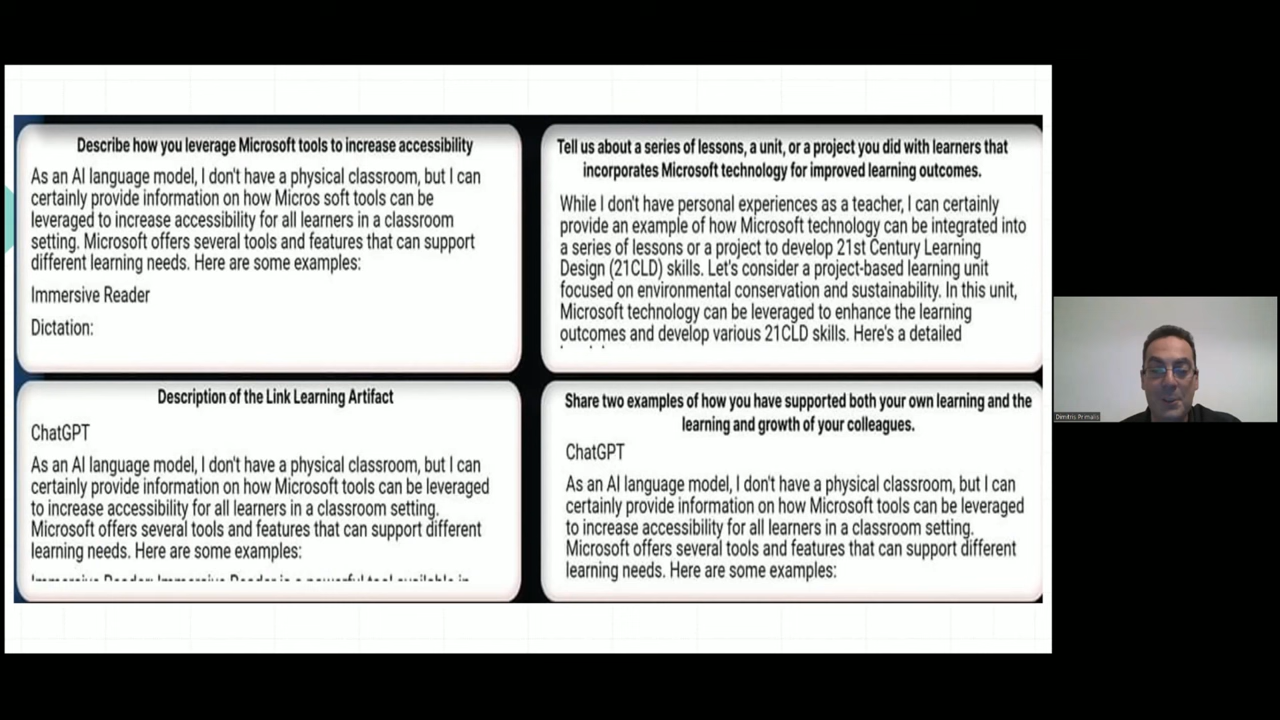 Describe how you leverage Microsoft tools to increase accessibility
As an AI language model, I don't have a physical classroom, but I can
certainly provide information on how Micros soft tools can be
leveraged to increase accessibility for all learners in a classroom
setting. Microsoft offers several tools and features that can support
different learning needs. Here are some examples:
Immersive Reader
Dictation:
Tell us about a series of lessons, a unit, or a project you did with learners that
incorporates Microsoft technology for improved learning outcomes.
While I don't have personal experiences as a teacher, I can certainly
provide an example of how Microsoft technology can be integrated into
a series of lessons or a project to develop 21st Century Learning
Design (21CLD) skills. Let's consider a project-based learning unit
focused on environmental conservation and sustainability. In this unit,
Microsoft technology can be leveraged to enhance the learning
outcomes and develop various 21CLD skills. Here's a detailed
Description of the Link Learning Artifact
ChatGPT
As an AI language model, I don't have a physical classroom, but I can
certainly provide information on how Microsoft tools can be leveraged
to increase accessibility for all learners in a classroom setting.
Microsoft offers several tools and features that can support different
learning needs. Here are some examples:
Immersive Reader: Immersive Reader is a powerful tool available in
Share two examples of how you have supported both your own learning and the
learning and growth of your colleagues.
ChatGPT
As an AI language model, I don't have a physical classroom, but I can
certainly provide information on how Microsoft tools can be leveraged
to increase accessibility for all learners in a classroom setting.
Microsoft offers several tools and features that can support different
learning needs. Here are some examples: